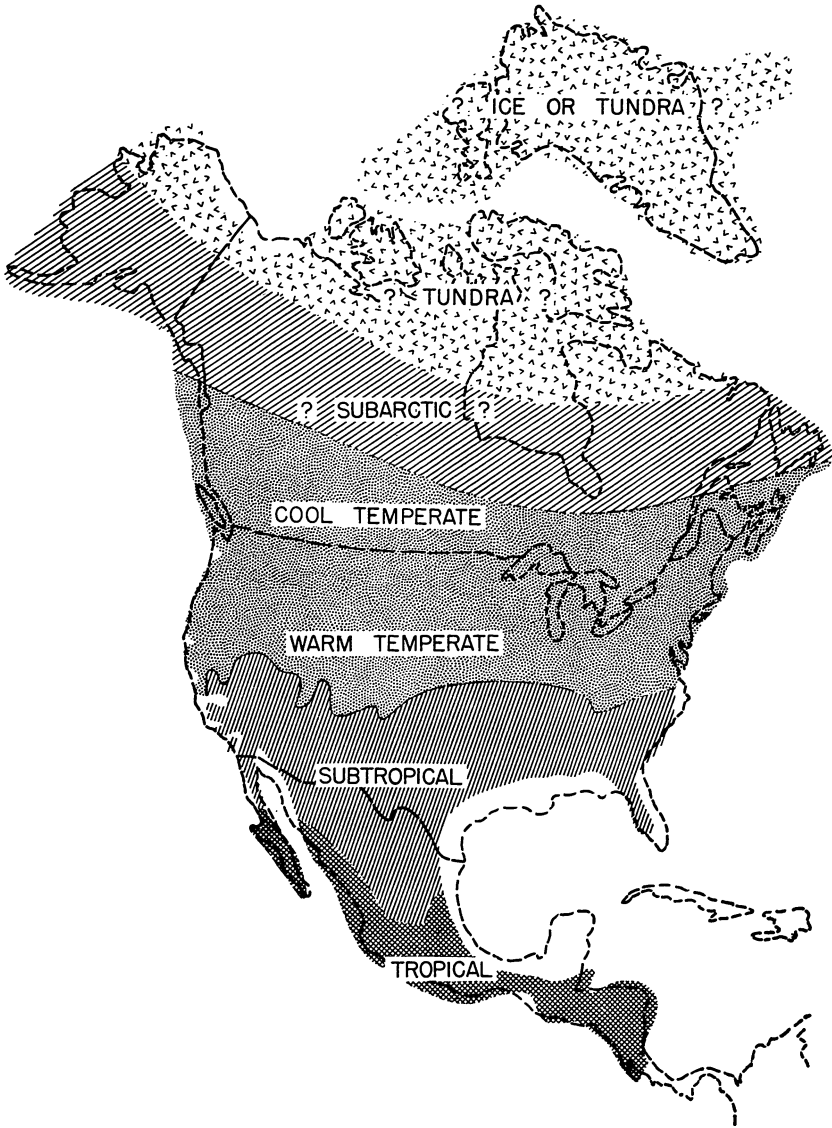 ? ICE OR TUNDRA ?
? TUNDRA ?
? SUBARCTIC ?
COOL TEMPERATE
WARM TEMPERATE
SUBTROPICAL
TROPICAL